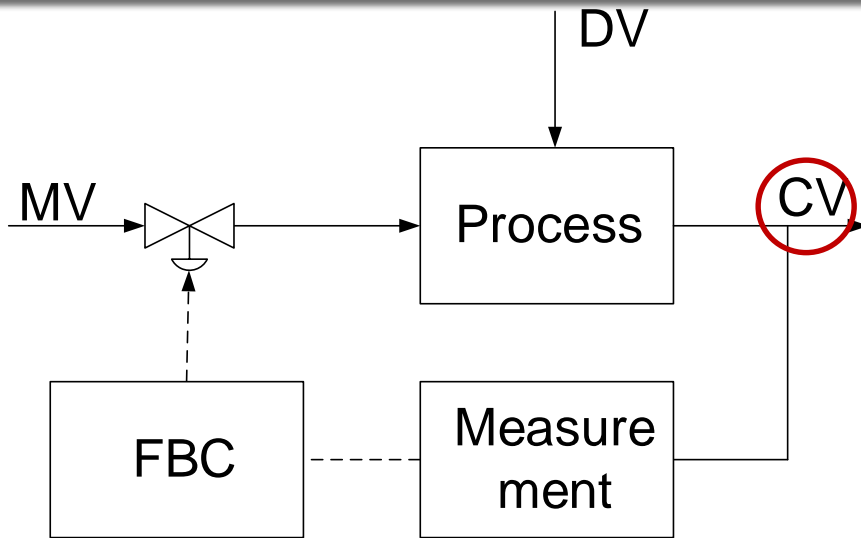 DV
MV
Process
CV
FBC
Measure
ment